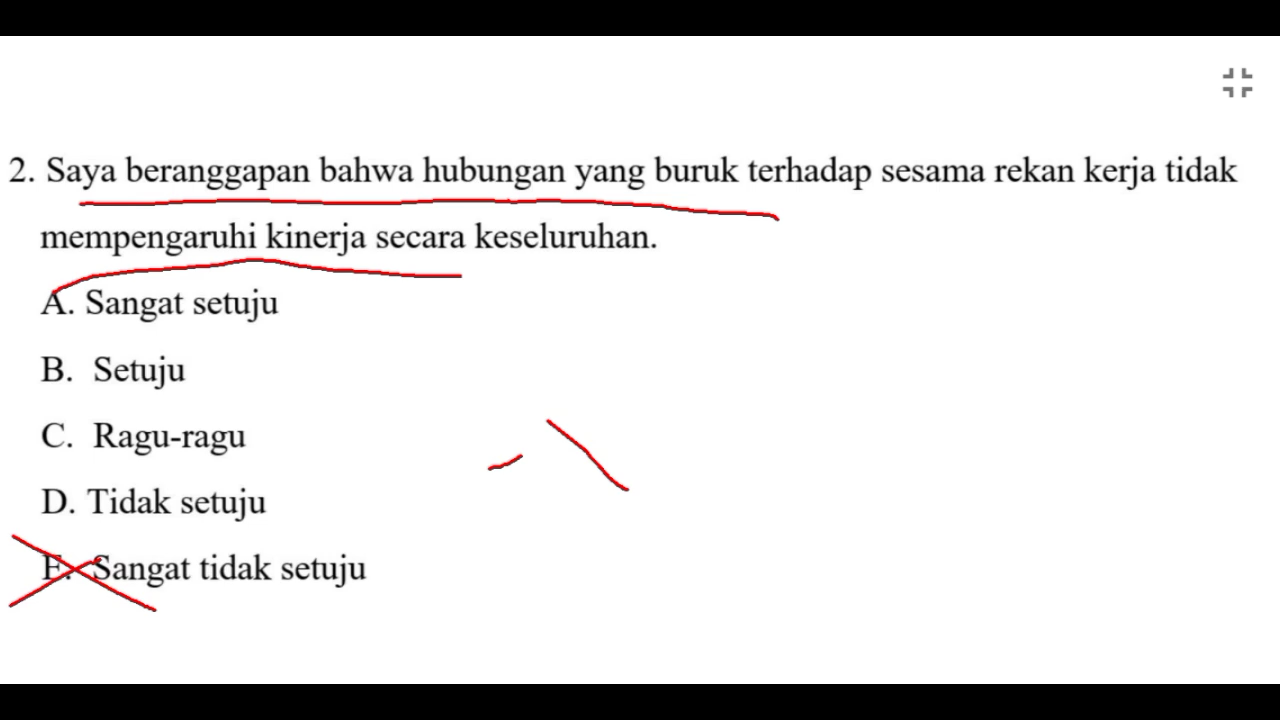 2. Saya beranggapan bahwa hubungan yang buruk terhadap sesama rekan kerja tidak
mempengaruhi kinerja secara keseluruhan.
A. Sangat setuju
B. Setuju
C. Ragu-ragu
D. Tidak setuju
E. Sangat tidak setuju